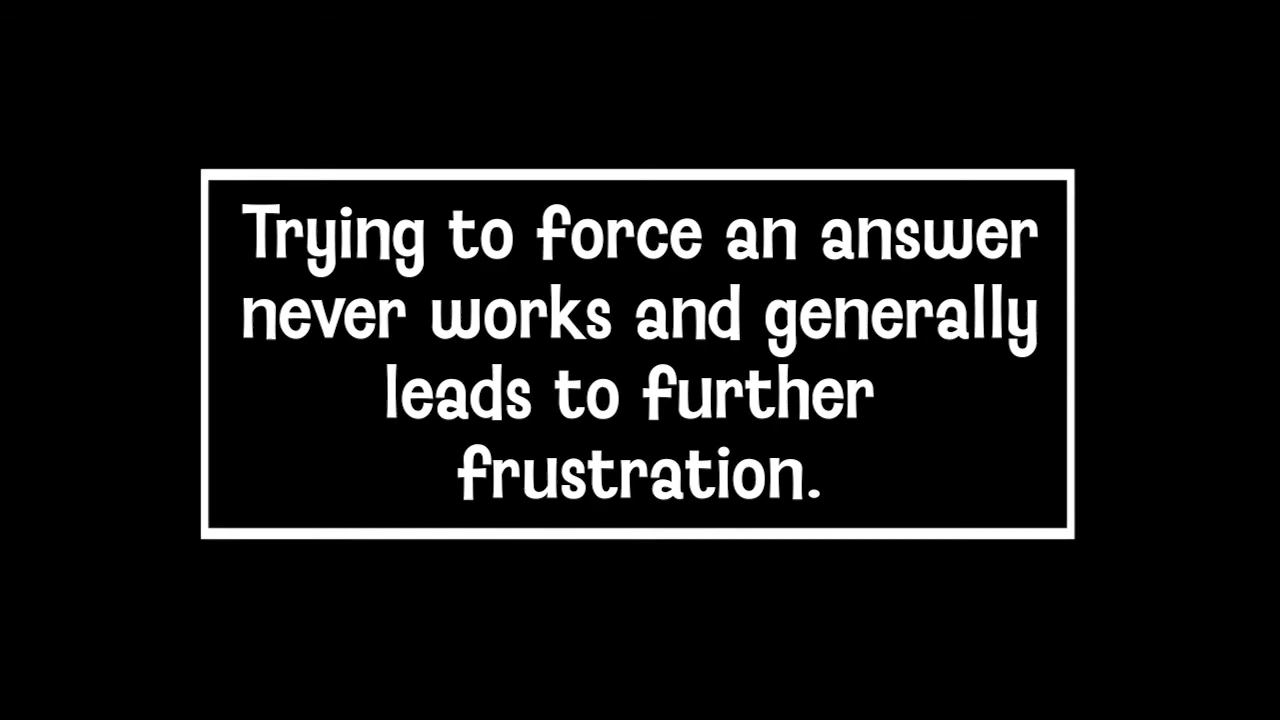 Trying to force an answer
never works and generally
leads to further
frustration.